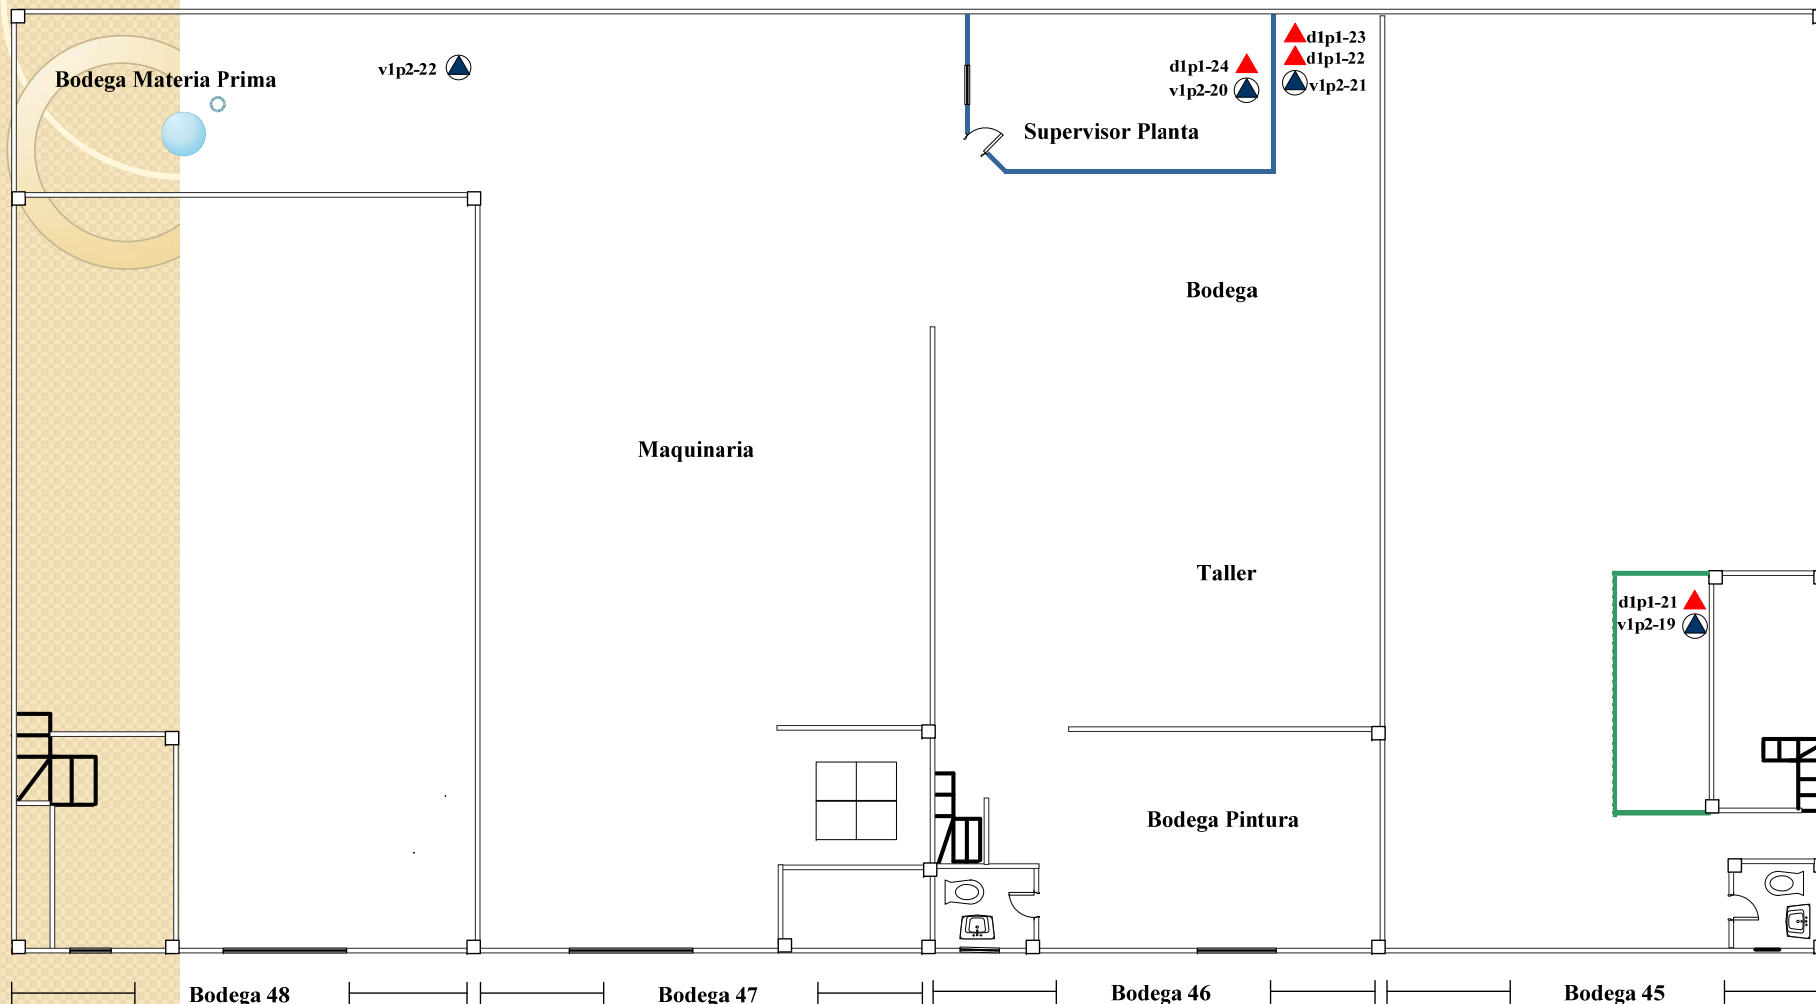 d1p1-23
d1p1-22
v1p2-21
d1p1-24
v1p2-20
v1p2-22
Bodega Materia Prima
Supervisor Planta
Bodega
Maquinaria
Taller
d1p1-21
v1p2-19
Bodega Pintura
Bodega 48
Bodega 47
Bodega 46
Bodega 45